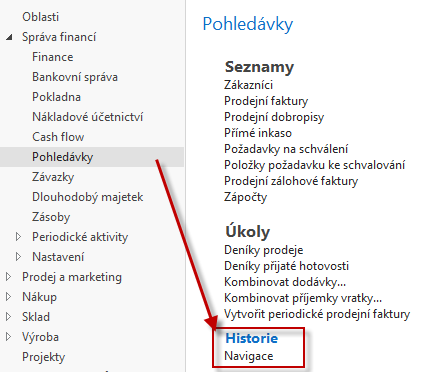 Oblasti
Správa financí
Finance
Bankovní správa
Pokladna
Nákladové účetnictví
Cash flow
Pohledávky
Závazky
Dlouhodobý majetek
Zásoby
Periodické aktivity
Nastavení
Prodej a marketing
Nákup
Sklad
Výroba
Projekty
Pohledávky
Seznamy
Zákazníci
Prodejní faktury
Prodejní dobropisy
Přímé inkaso
Požadavky na schválení
Položky požadavku ke schvalování
Prodejní zálohové faktury
Zápočty
Úkoly
Deníky prodeje
Deníky přijaté hotovosti
Kombinovat dodávky...
Kombinovat příjemky vratky...
Vytvořit periodické prodejní faktury
Historie
Navigace